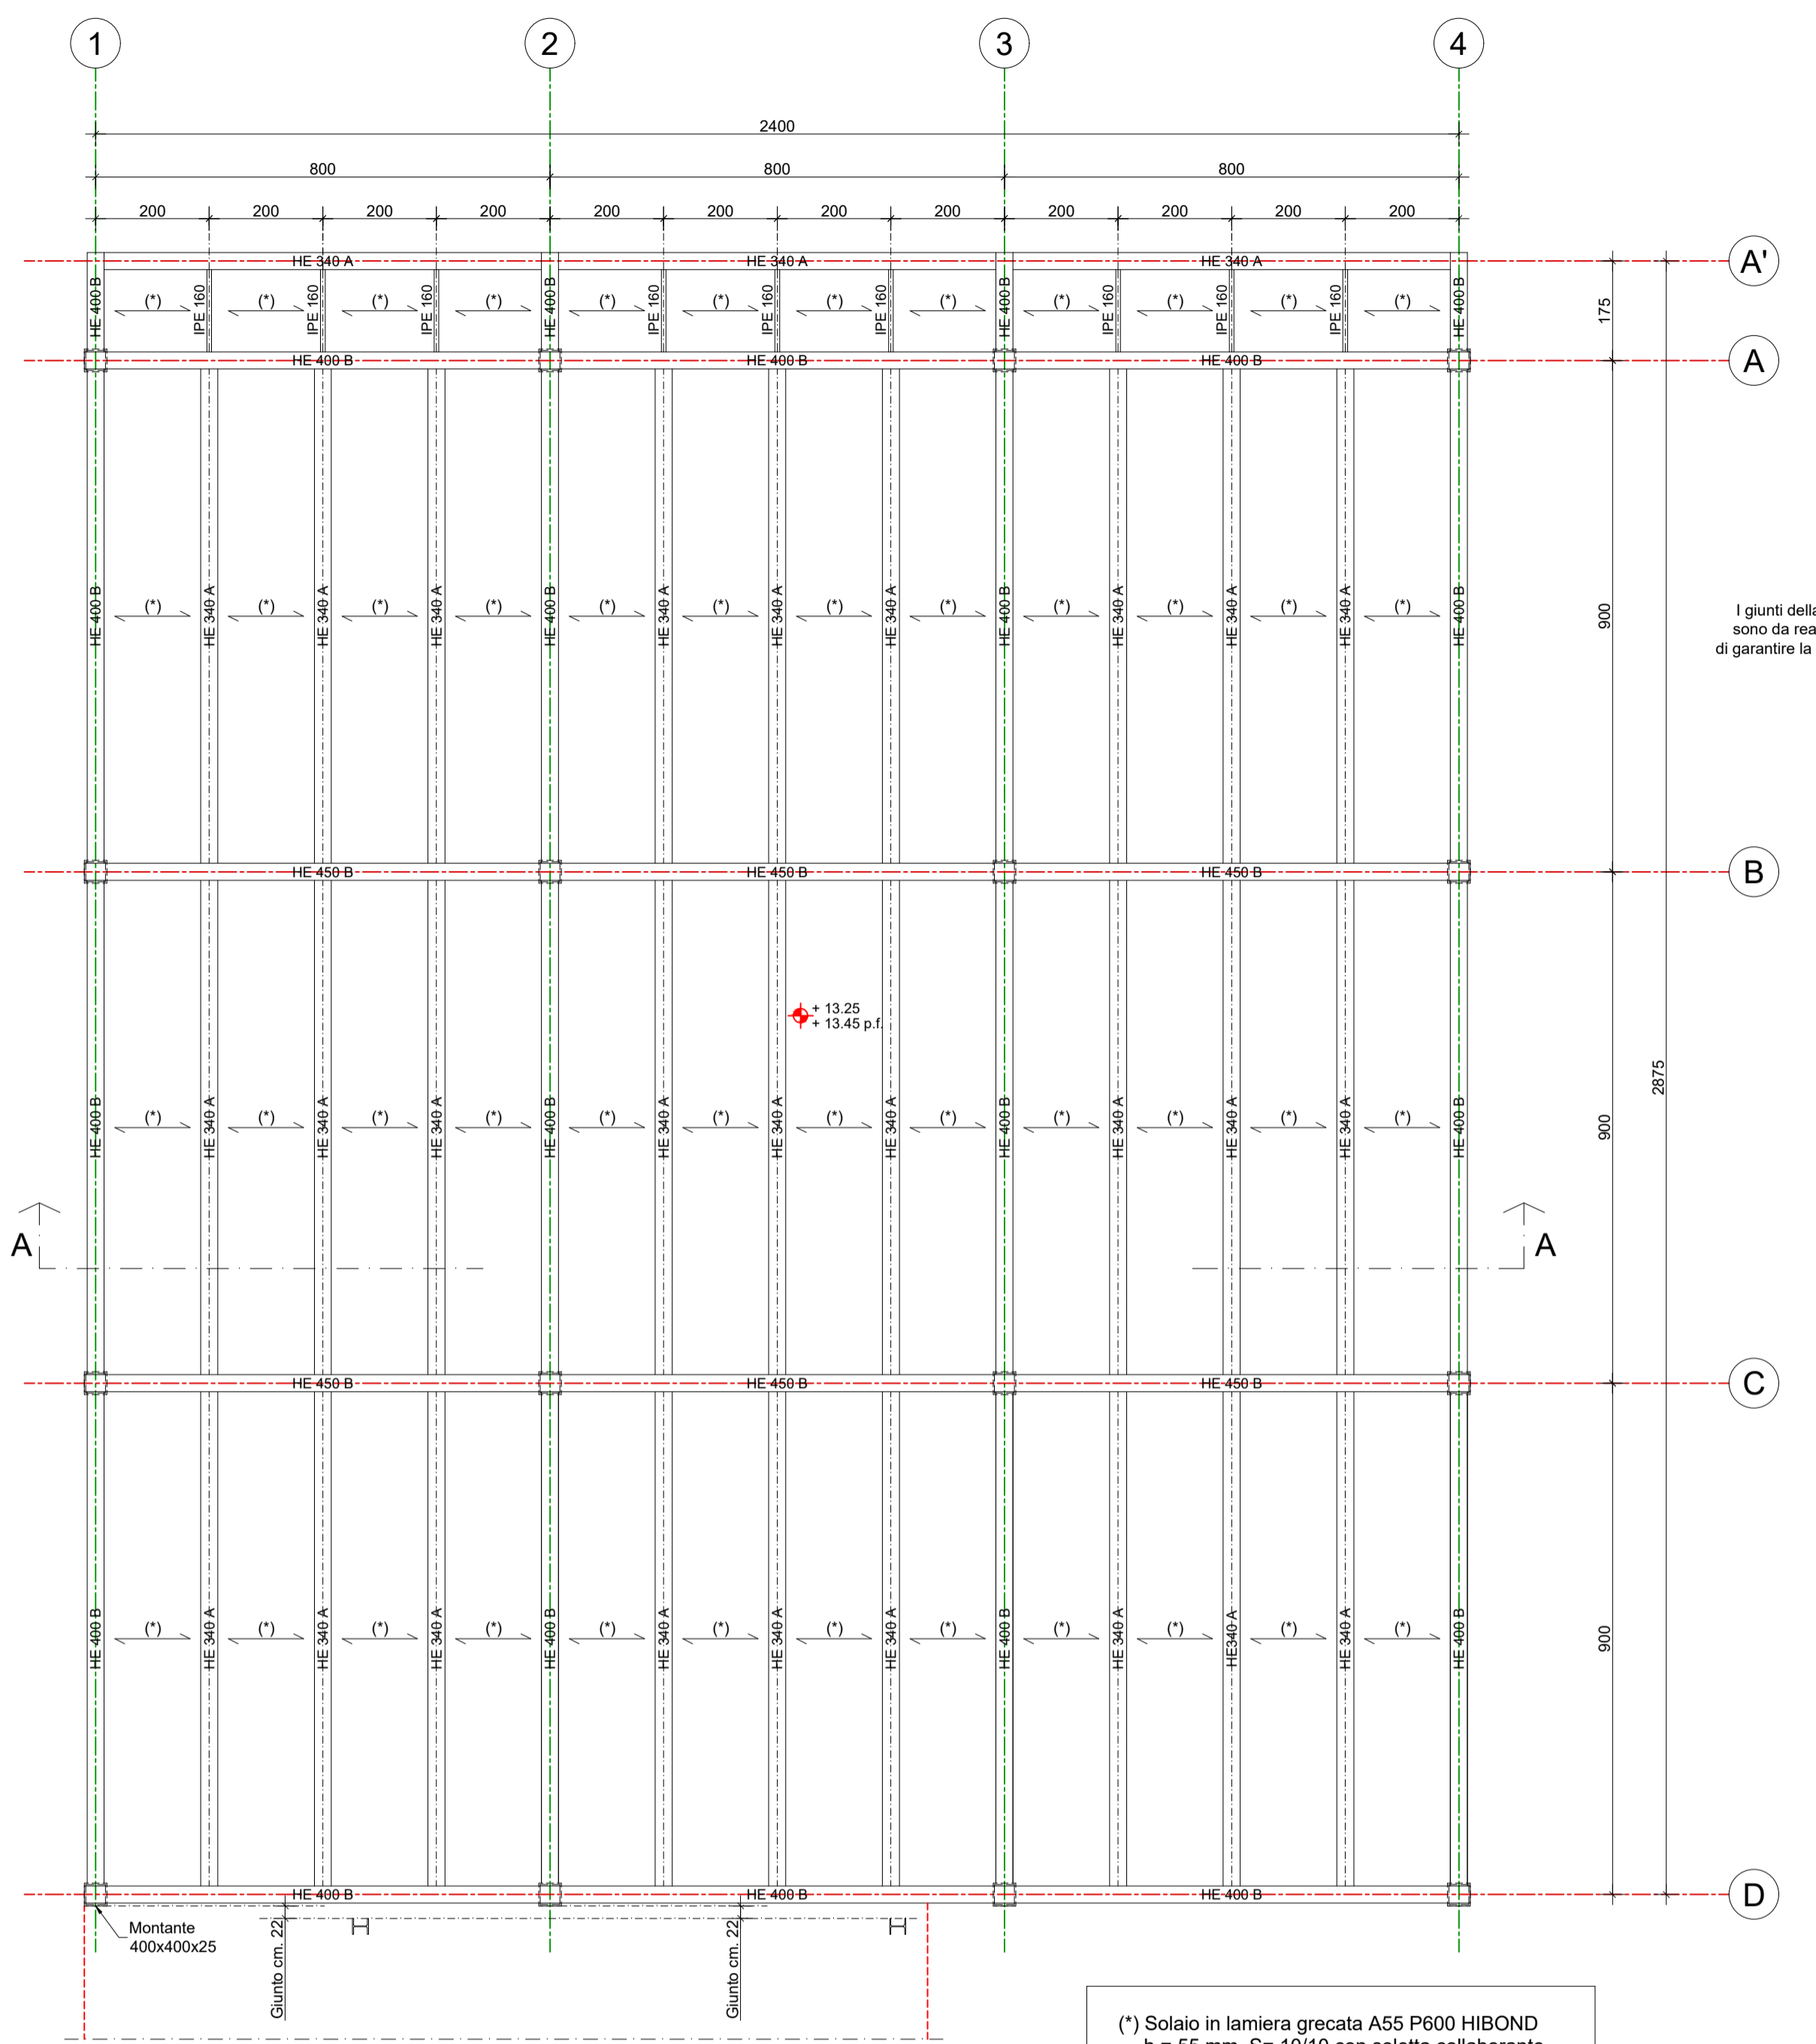 1 2 3 4
2400
800 800 800
200 200 200 200 200 200 200 200 200 200 200 200
HE 340 A HE 340 A HE 340 A A'
HE 400 B IPE 160 IPE 160 IPE 160 HE 400 B IPE 160 IPE 160 IPE 160 HE 400 B IPE 160 IPE 160 IPE 160 HE 400 B
(*) (*) (*) (*) (*) (*) (*) (*) (*) (*) (*) (*)
175
HE 400 B HE 400 B HE 400 B A
HE 400 B HE 340 A HE 340 A HE 340 A HE 400 B HE 340 A HE 340 A HE 340 A HE 400 B HE 340 A HE 340 A HE 340 A HE 400 B
(*) (*) (*) (*) (*) (*) (*) (*) (*) (*) (*) (*)
900
I giunti della
sono da rea
di garantire la
HE 450 B HE 450 B HE 450 B B
+ 13.25
+ 13.45 p.f.
2875
HE 400 B HE 340 A HE 340 A HE 340 A HE 400 B HE 340 A HE 340 A HE 340 A HE 400 B HE 340 A HE 340 A HE 340 A HE 400 B
(*) (*) (*) (*) (*) (*) (*) (*) (*) (*) (*) (*)
900
A A
HE 450 B HE 450 B HE 450 B C
HE 400 B HE 340 A HE 340 A HE 340 A HE 400 B HE 340 A HE 340 A HE 340 A HE 400 B HE 340 A HE340 A HE 340 A HE 400 B
(*) (*) (*) (*) (*) (*) (*) (*) (*) (*) (*) (*)
900
HE 400 B HE 400 B HE 400 B D
Montante
400x400x25
Giunto cm. 22
Giunto cm. 22
(*) Solaio in lamiera grecata A55 P600 HIBOND
h = 55 mm, S= 10/10 con soletta collaborante